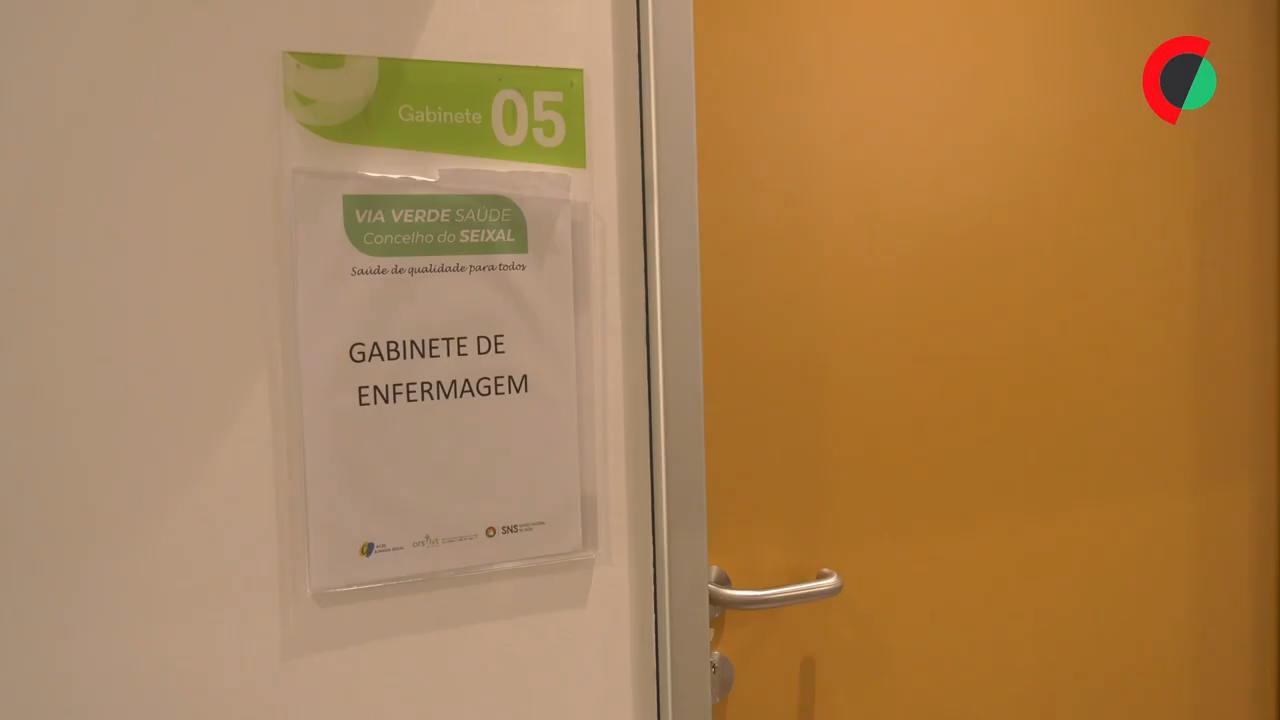 Gabinete 05
VIA VERDE SAÚDE
Concelho do SEIXAL
Saúde de qualidade para todos
GABINETE DE
ENFERMAGEM
SNS